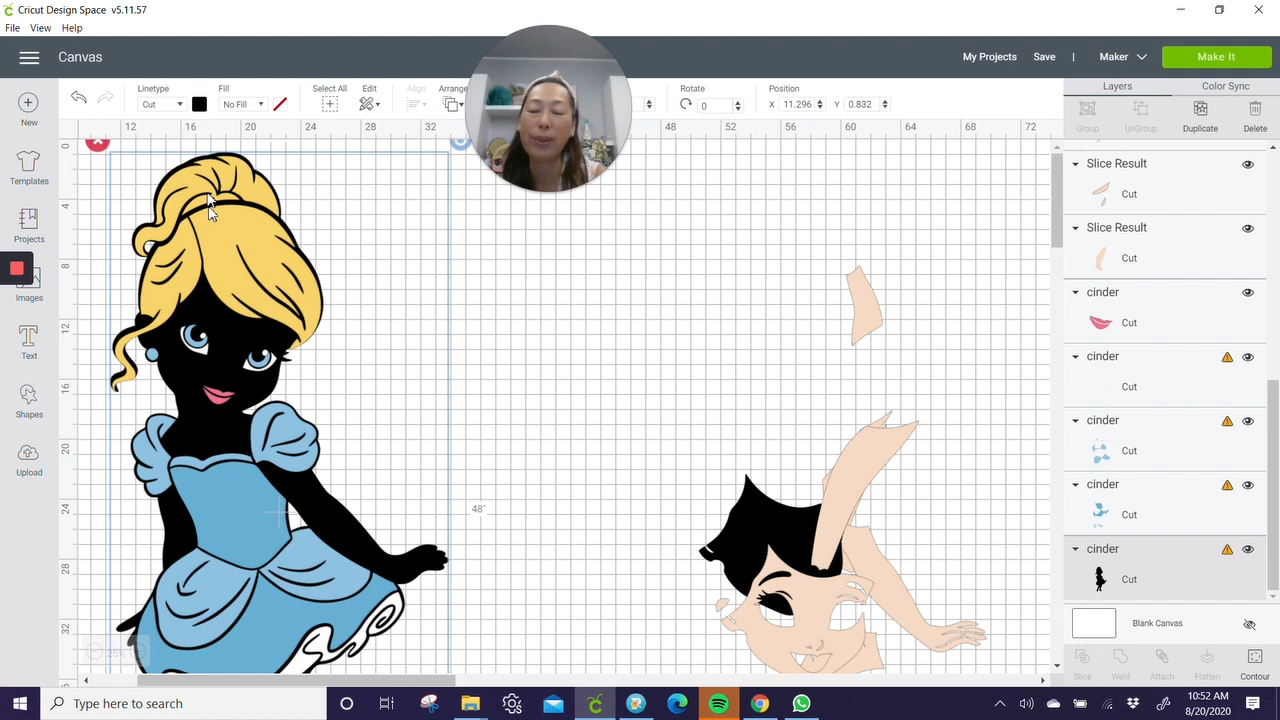 Cricut Design Space v5.11.57
File View Help
Canvas
My Projects Save | Maker Make It
Linetype Fill Select All Edit Align Arrange Rotate Position
Cut No Fill 0 X 11.296 Y 0.832
Layers Color Sync
Group UnGroup Duplicate Delete
12 16 20 24 28 32 48 52 56 60 64 68 72
0
4
8
12
16
20
24
28
32
New
Templates
Projects
Images
Text
Shapes
Upload
48"
25%
Slice Result
Cut
Slice Result
Cut
cinder
Cut
cinder
Cut
cinder
Cut
cinder
Cut
cinder
Cut
Blank Canvas
Slice Weld Attach Flatten Contour
Type here to search
10:52 AM
8/20/2020